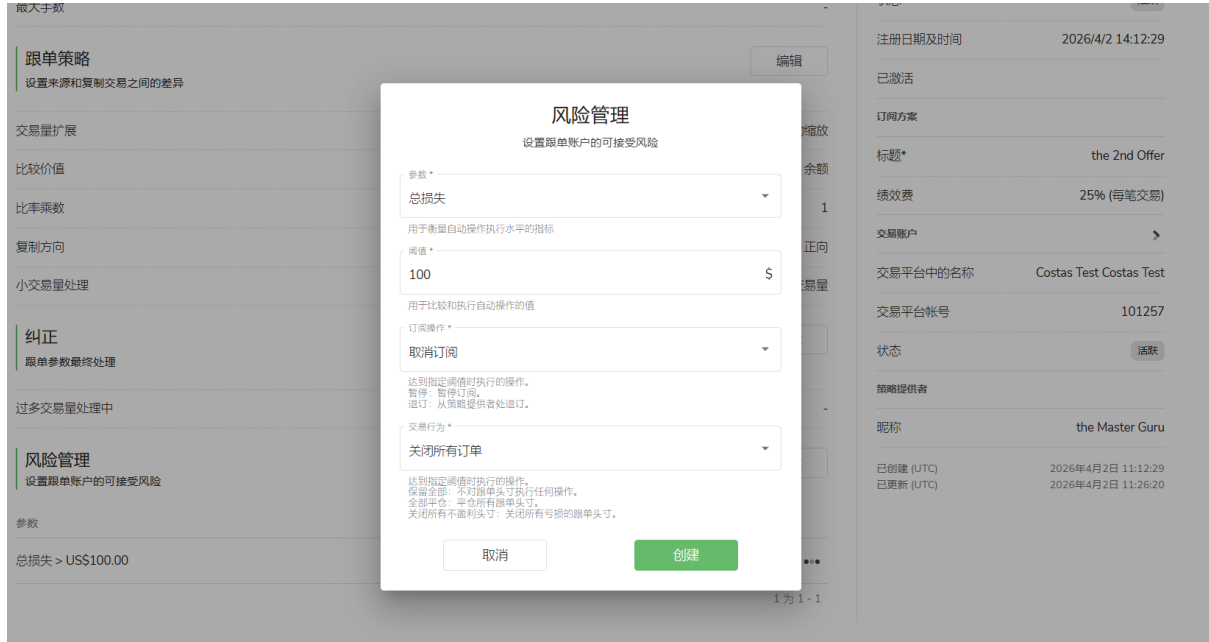 最大手数
-
跟单策略
设置来源和复制交易之间的差异
编辑
交易量扩展
比较价值
余额
比率乘数
1
复制方向
正向
小交易量处理
纠正
跟单参数最终处理
过多交易量处理中
-
风险管理
设置跟单账户的可接受风险
参数
总损失 > US$100.00
1 为 1 - 1
风险管理
设置跟单账户的可接受风险
参数 *
总损失
用于衡量自动操作执行水平的指标
阈值 *
100 $
用于比较和执行自动操作的值
订阅操作 *
取消订阅
达到指定阈值时执行的操作。
暂停：暂停订阅。
退订：从策略提供者处退订。
交易行为 *
关闭所有订单
达到指定阈值时执行的操作。
保留全部：不对跟单头寸执行任何操作。
全部平仓：平仓所有跟单头寸。
关闭所有不盈利头寸：关闭所有亏损的跟单头寸。
取消
创建
注册日期及时间 2026/4/2 14:12:29
已激活
订阅方案
标题* the 2nd Offer
绩效费 25% (每笔交易)
交易账户
交易平台中的名称 Costas Test Costas Test
交易平台帐号 101257
状态 活跃
策略提供者
昵称 the Master Guru
已创建 (UTC) 2026年4月2日 11:12:29
已更新 (UTC) 2026年4月2日 11:26:20